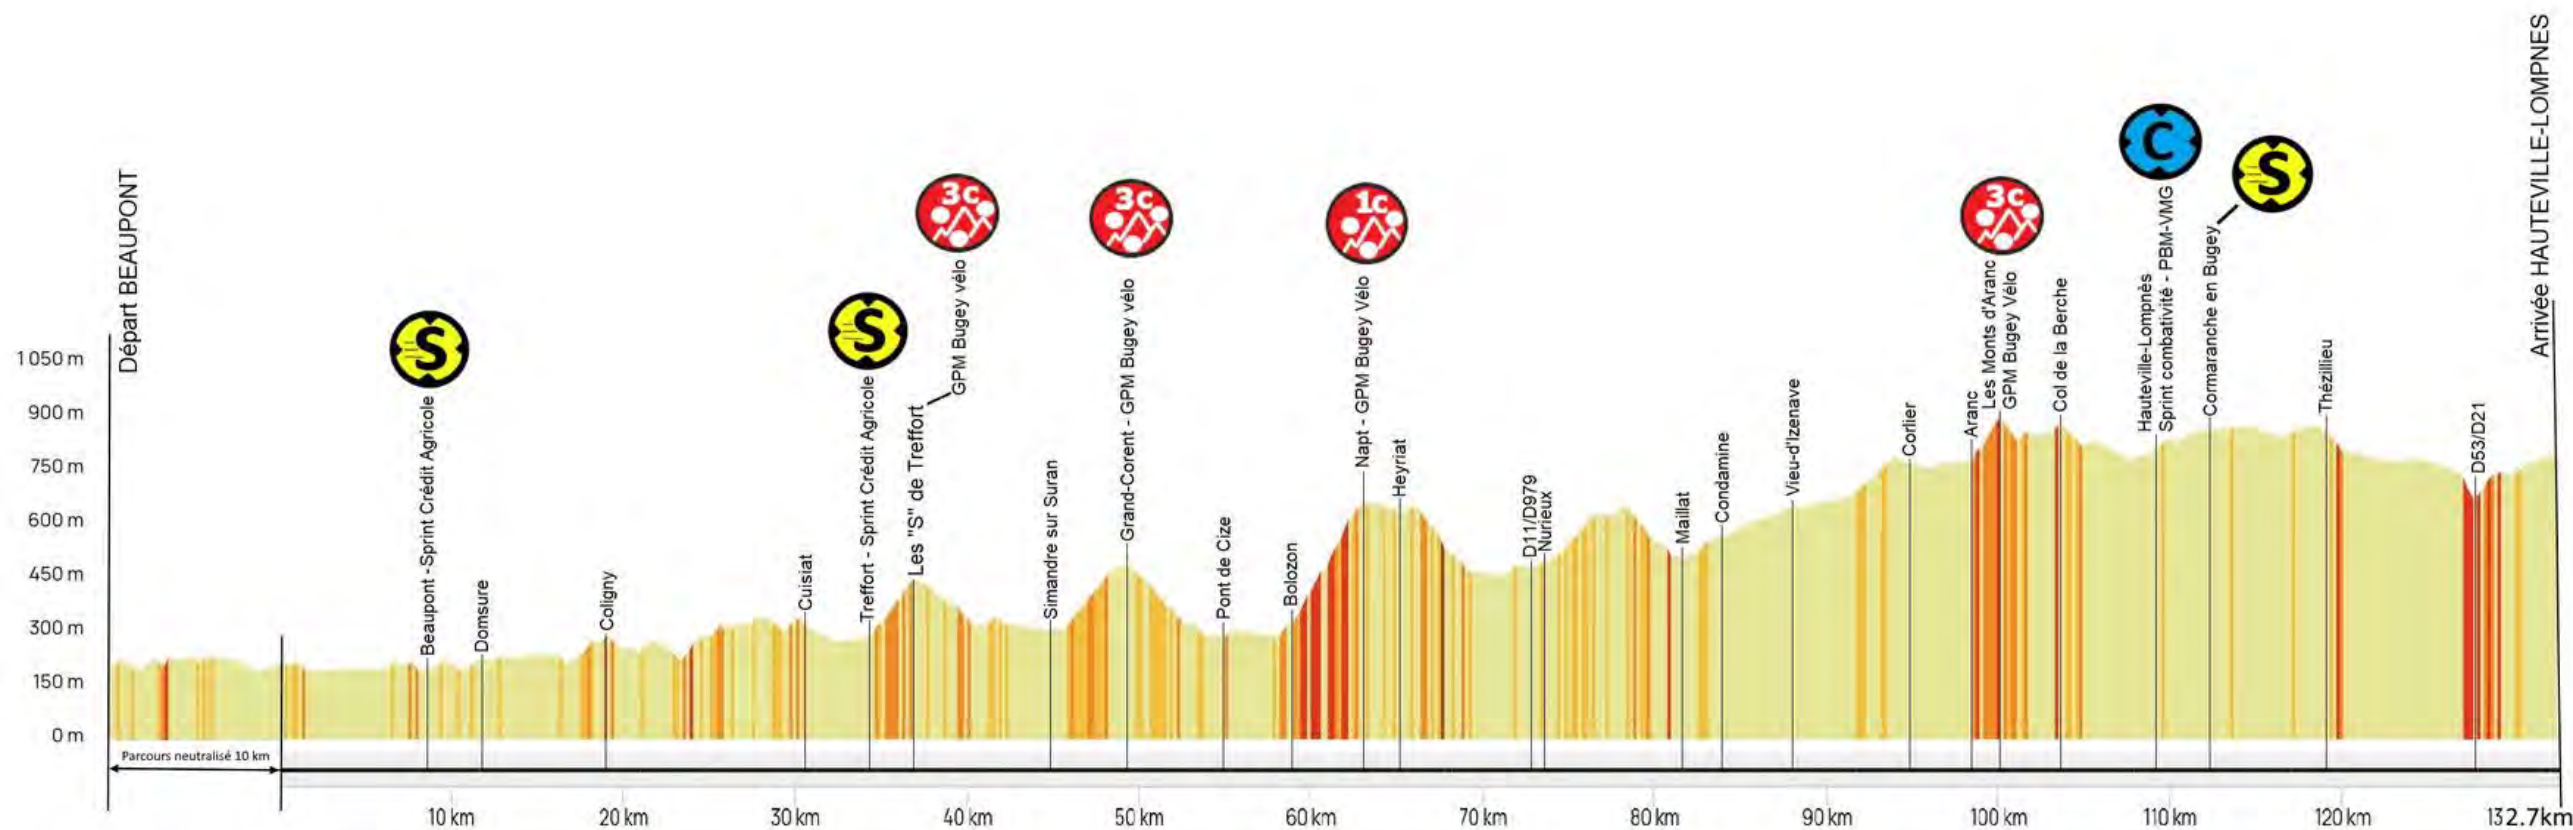 Départ BEAUPONT
S
Beaupont -Sprint Crédit Agricole
Domsure
Coligny
Cuisiat
S
Treffort - Sprint Crédit Agricole
Les "S" de Treffort
3c
GPM Bugey vélo
Simandre sur Suran
3c
Grand-Corent - GPM Bugey vélo
Pont de Cize
Bolozon
1c
Napt - GPM Bugey Vélo
Heyriat
D11/D979
Nurieux
Maillat
Condamine
Vieu-d'Izenave
Corlier
Aranc
3c
Les Monts d'Aranc
GPM Bugey Vélo
Col de la Berche
C
Hauteville-Lompnès
Sprint combativité - PBM-VMG
S
Cormaranche en Bugey
Thézillieu
D53/D21
Arrivée HAUTEVILLE-LOMPNES
1 050 m
900 m
750 m
600 m
450 m
300 m
150 m
0 m
Parcours neutralisé 10 km
10 km
20 km
30 km
40 km
50 km
60 km
70 km
80 km
90 km
100 km
110 km
120 km
132.7km